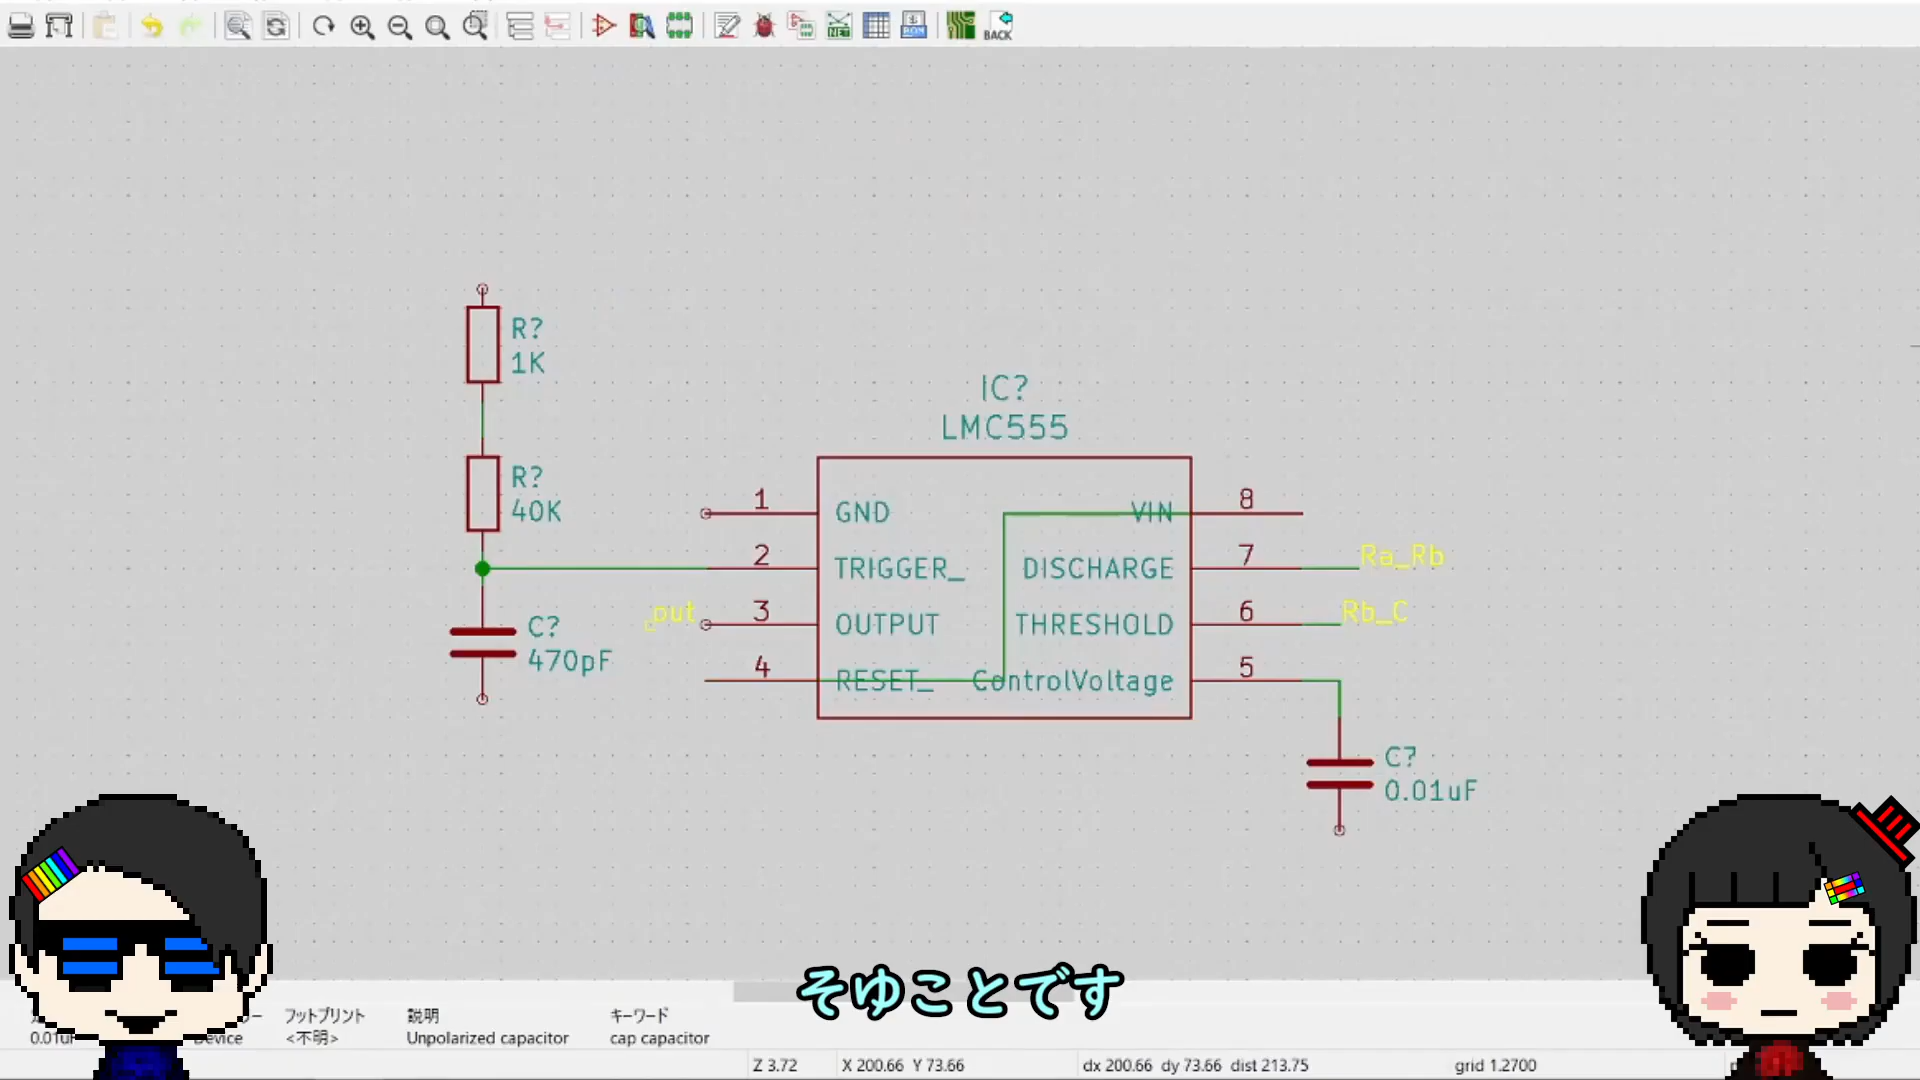 NET
BOM
BACK
R?
1K
R?
40K
C?
470pF
IC?
LMC555
1 GND
2 TRIGGER_
out 3 OUTPUT
4 RESET_
VIN 8
DISCHARGE 7 Ra_Rb
THRESHOLD 6 Rb_C
ControlVoltage 5
C?
0.01uF
そゆことです
フットプリント 説明 キーワード
Device <不明> Unpolarized capacitor cap capacitor
Z 3.72 X 200.66 Y 73.66 dx 200.66 dy 73.66 dist 213.75 grid 1.2700